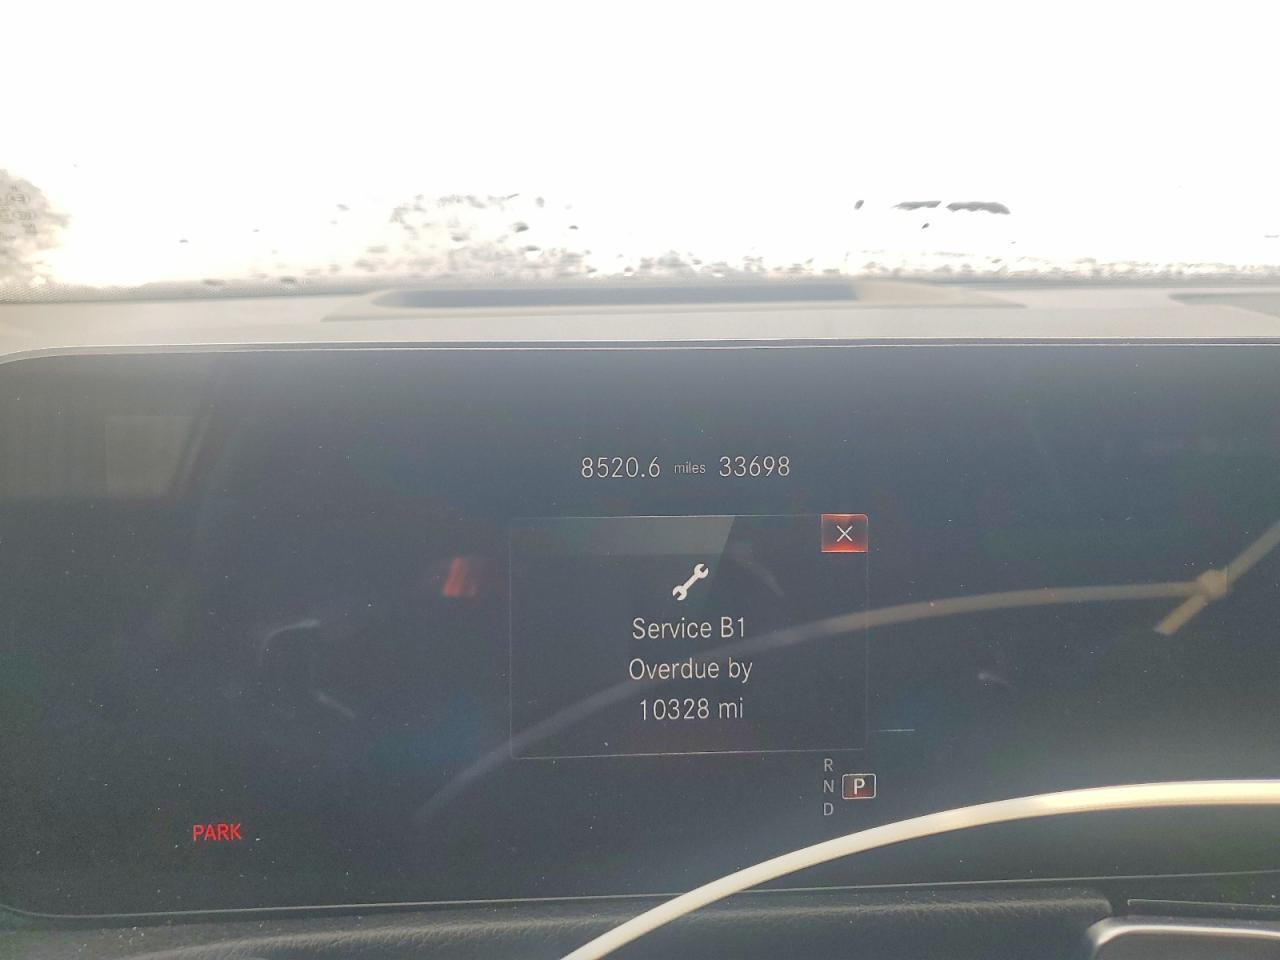 8520.6 miles 33698
Service B1
Overdue by
10328 mi
R
N P
D
PARK